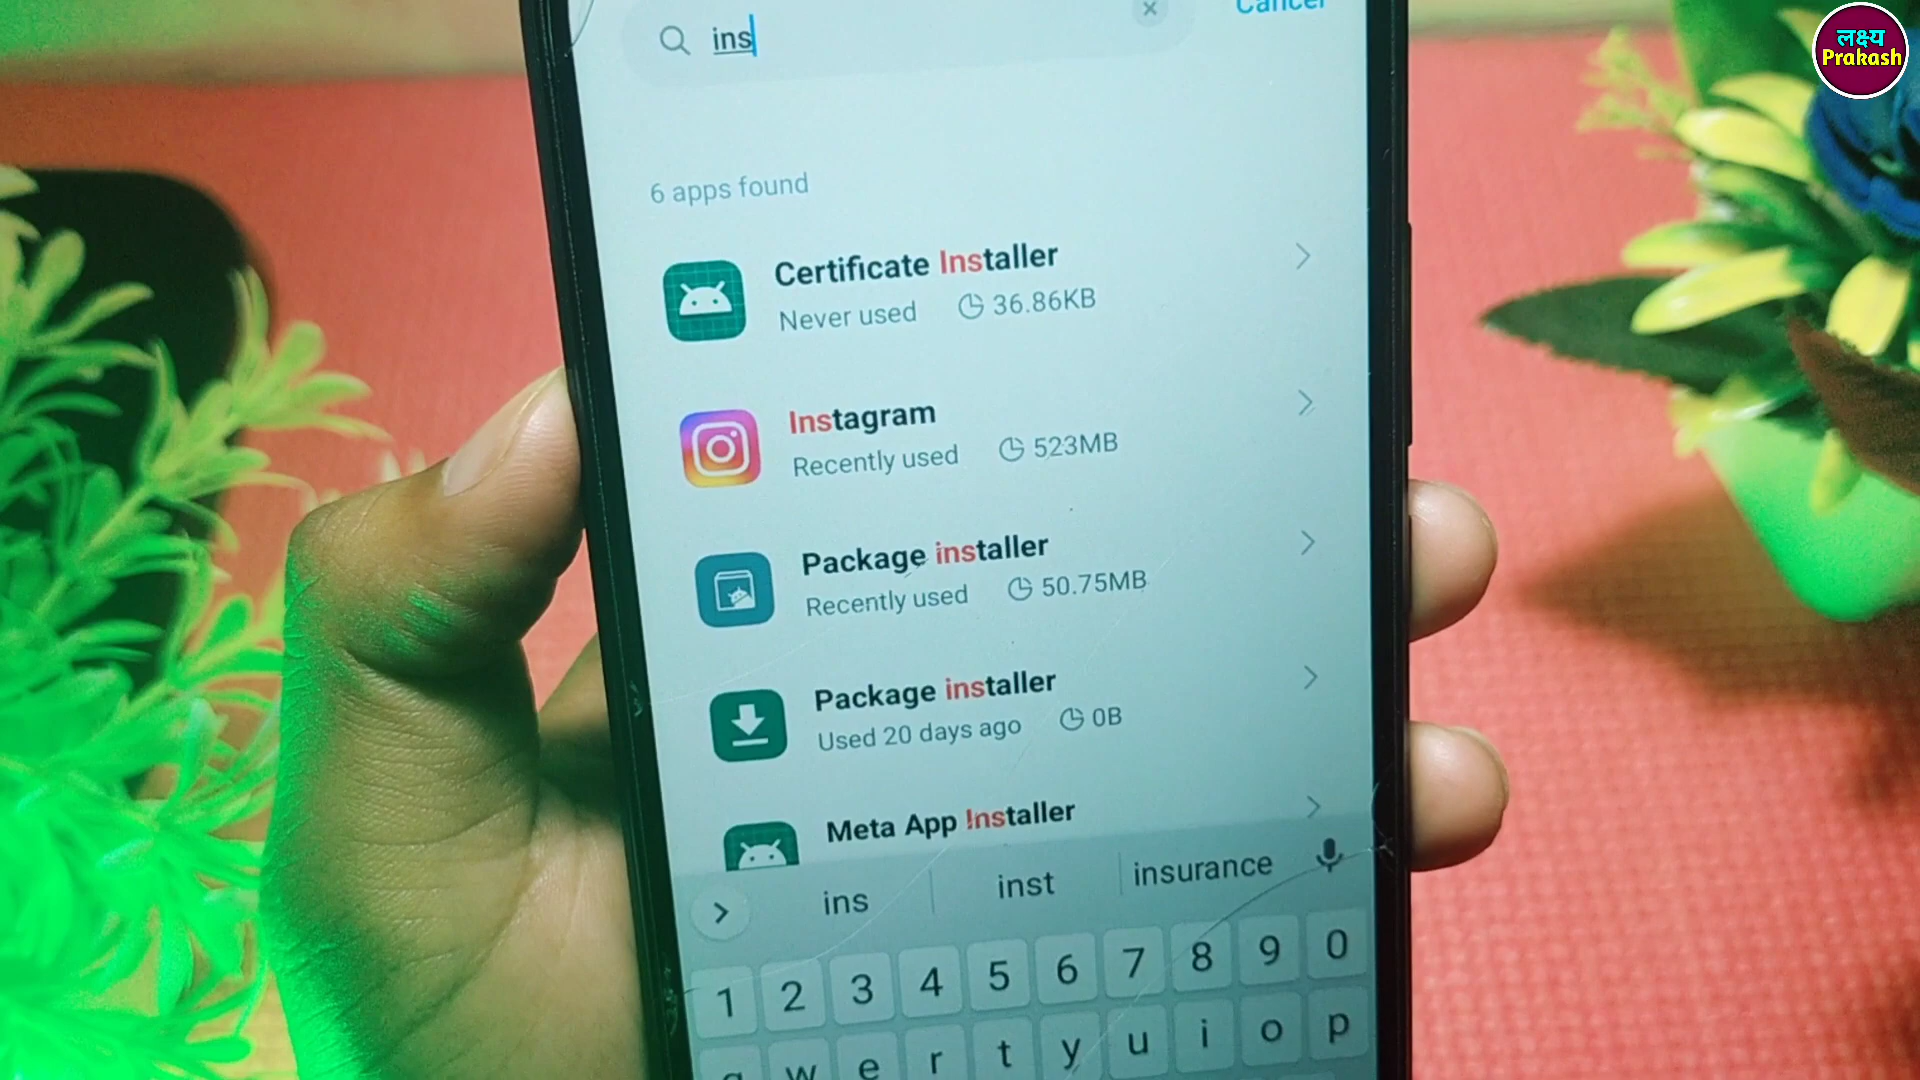 ins
Cancel
लक्ष्य
Prakash
6 apps found
Certificate Installer
Never used 36.86KB
Instagram
Recently used 523MB
Package installer
Recently used 50.75MB
Package installer
Used 20 days ago 0B
Meta App Installer
ins inst insurance
1 2 3 4 5 6 7 8 9 0
q w e r t y u i o p